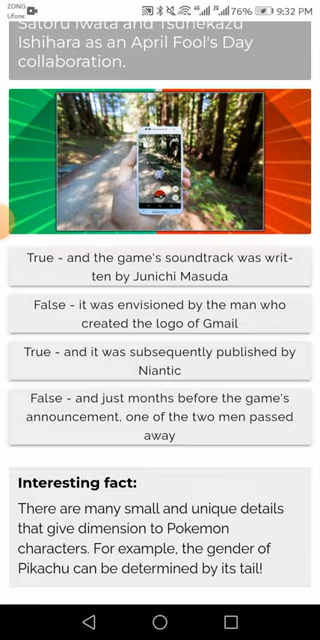 ZONG
Ufone
76%
9:32 PM
Satoru Iwata and Tsunekazu
Ishihara as an April Fool's Day
collaboration.
True - and the game's soundtrack was writ-
ten by Junichi Masuda
False - it was envisioned by the man who
created the logo of Gmail
True - and it was subsequently published by
Niantic
False - and just months before the game's
announcement, one of the two men passed
away
Interesting fact:
There are many small and unique details
that give dimension to Pokemon
characters. For example, the gender of
Pikachu can be determined by its tail!